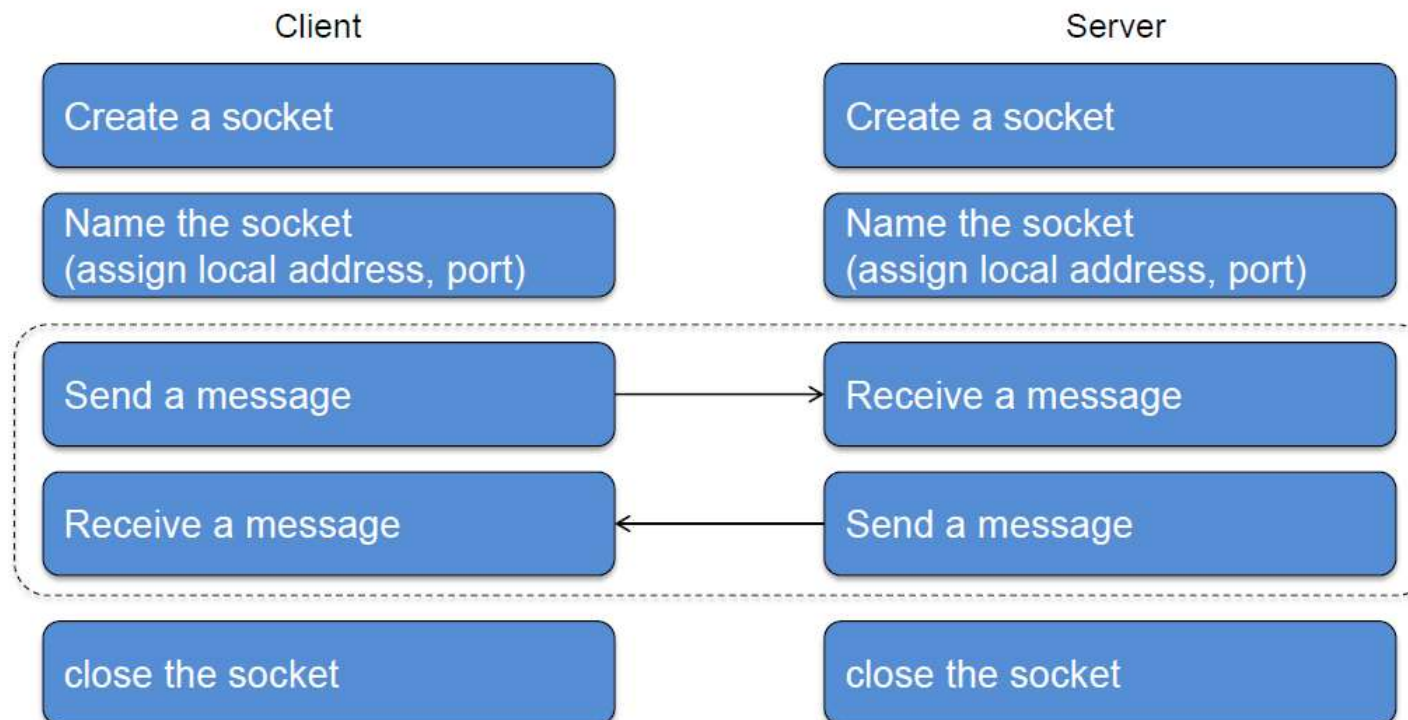 Client
Server
Create a socket
Create a socket
Name the socket
(assign local address, port)
Name the socket
(assign local address, port)
Send a message
Receive a message
Receive a message
Send a message
close the socket
close the socket